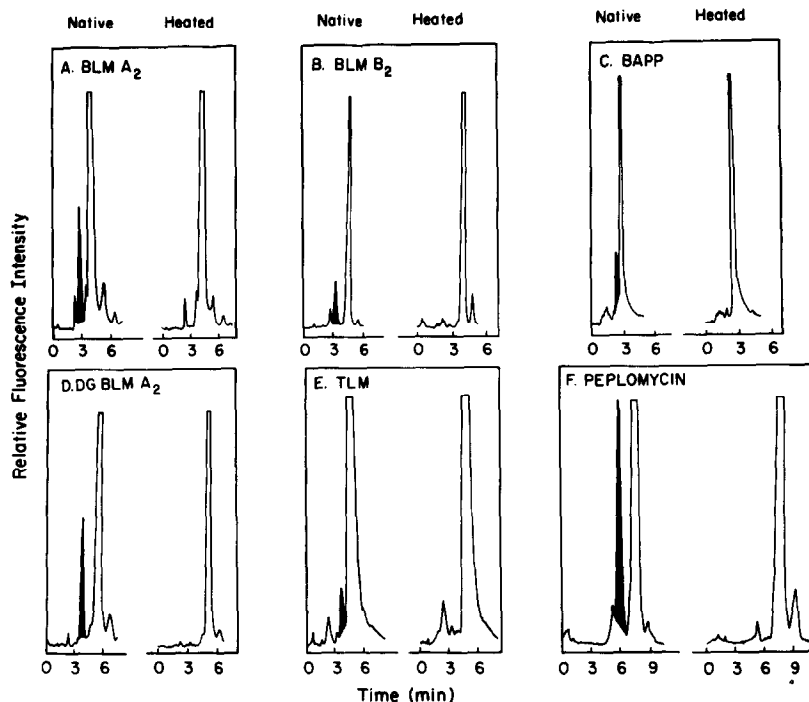 Native Heated Native Heated Native Heated
A. BLM A2
B. BLM B2
C. BAPP
0 3 6 0 3 6 0 3 6 0 3 6 0 3 6 0 3 6
Relative Fluorescence Intensity
D. DG BLM A2
E. TLM
F. PEPLOMYCIN
0 3 6 0 3 6 0 3 6 0 3 6 0 3 6 9 0 3 6 9
Time (min)